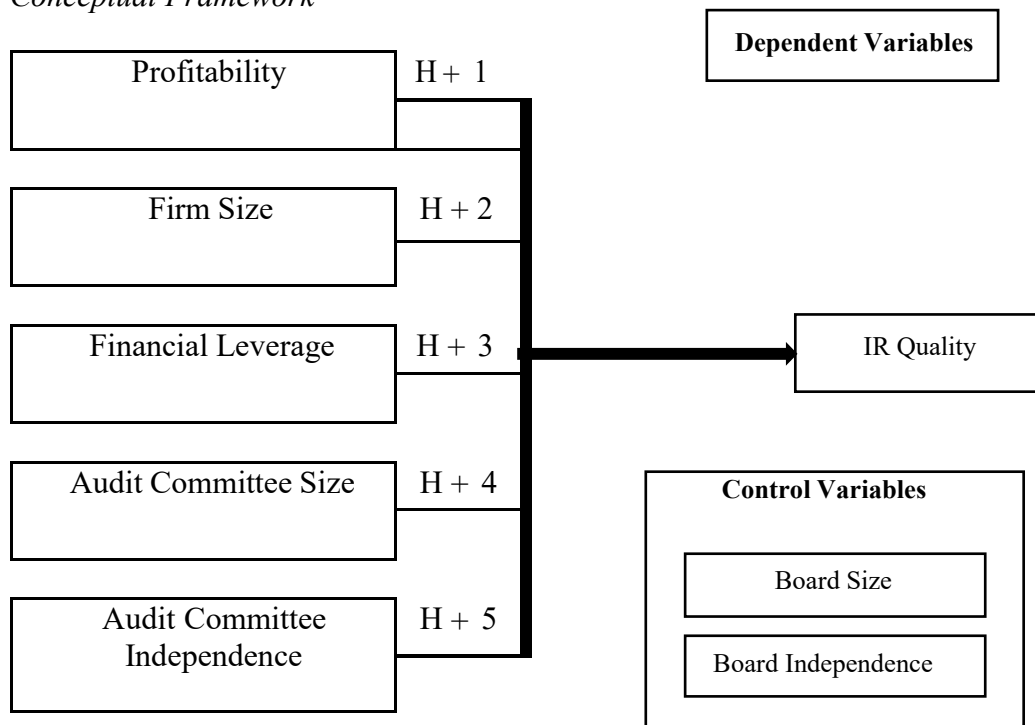 Conceptual Framework
Dependent Variables
Profitability
H + 1
Firm Size
H + 2
Financial Leverage
H + 3
IR Quality
Audit Committee Size
H + 4
Control Variables
Board Size
Audit Committee
Independence
H + 5
Board Independence